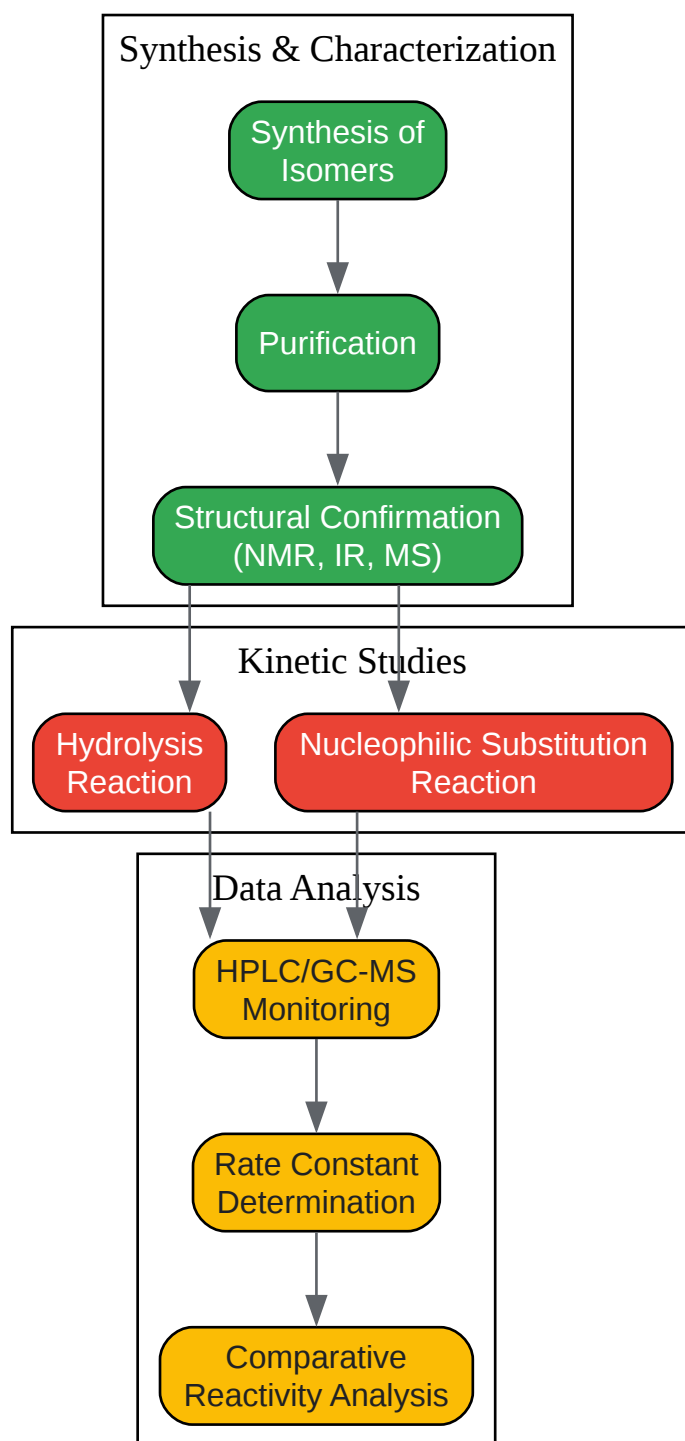 Synthesis & Characterization
Synthesis of
Isomers
Purification
Structural Confirmation
(NMR, IR, MS)
Kinetic Studies
Hydrolysis
Reaction
Nucleophilic Substitution
Reaction
Data Analysis
HPLC/GC-MS
Monitoring
Rate Constant
Determination
Comparative
Reactivity Analysis